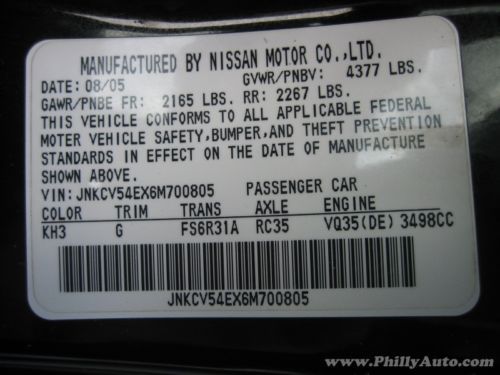 MANUFACTURED BY NISSAN MOTOR CO.,LTD.
DATE: 08/05 GVWR/PNBV: 4377 LBS.
GAWR/PNBE FR: 2165 LBS. RR: 2267 LBS.
THIS VEHICLE CONFORMS TO ALL APPLICABLE FEDERAL
MOTER VEHICLE SAFETY,BUMPER,AND THEFT PREVENTION
STANDARDS IN EFFECT ON THE DATE OF MANUFACTURE
SHOWN ABOVE.
VIN: JNKCV54EX6M700805 PASSENGER CAR
COLOR TRIM TRANS AXLE ENGINE
KH3 G FS6R31A RC35 VQ35(DE) 3498CC
JNKCV54EX6M700805
www.PhillyAuto.com